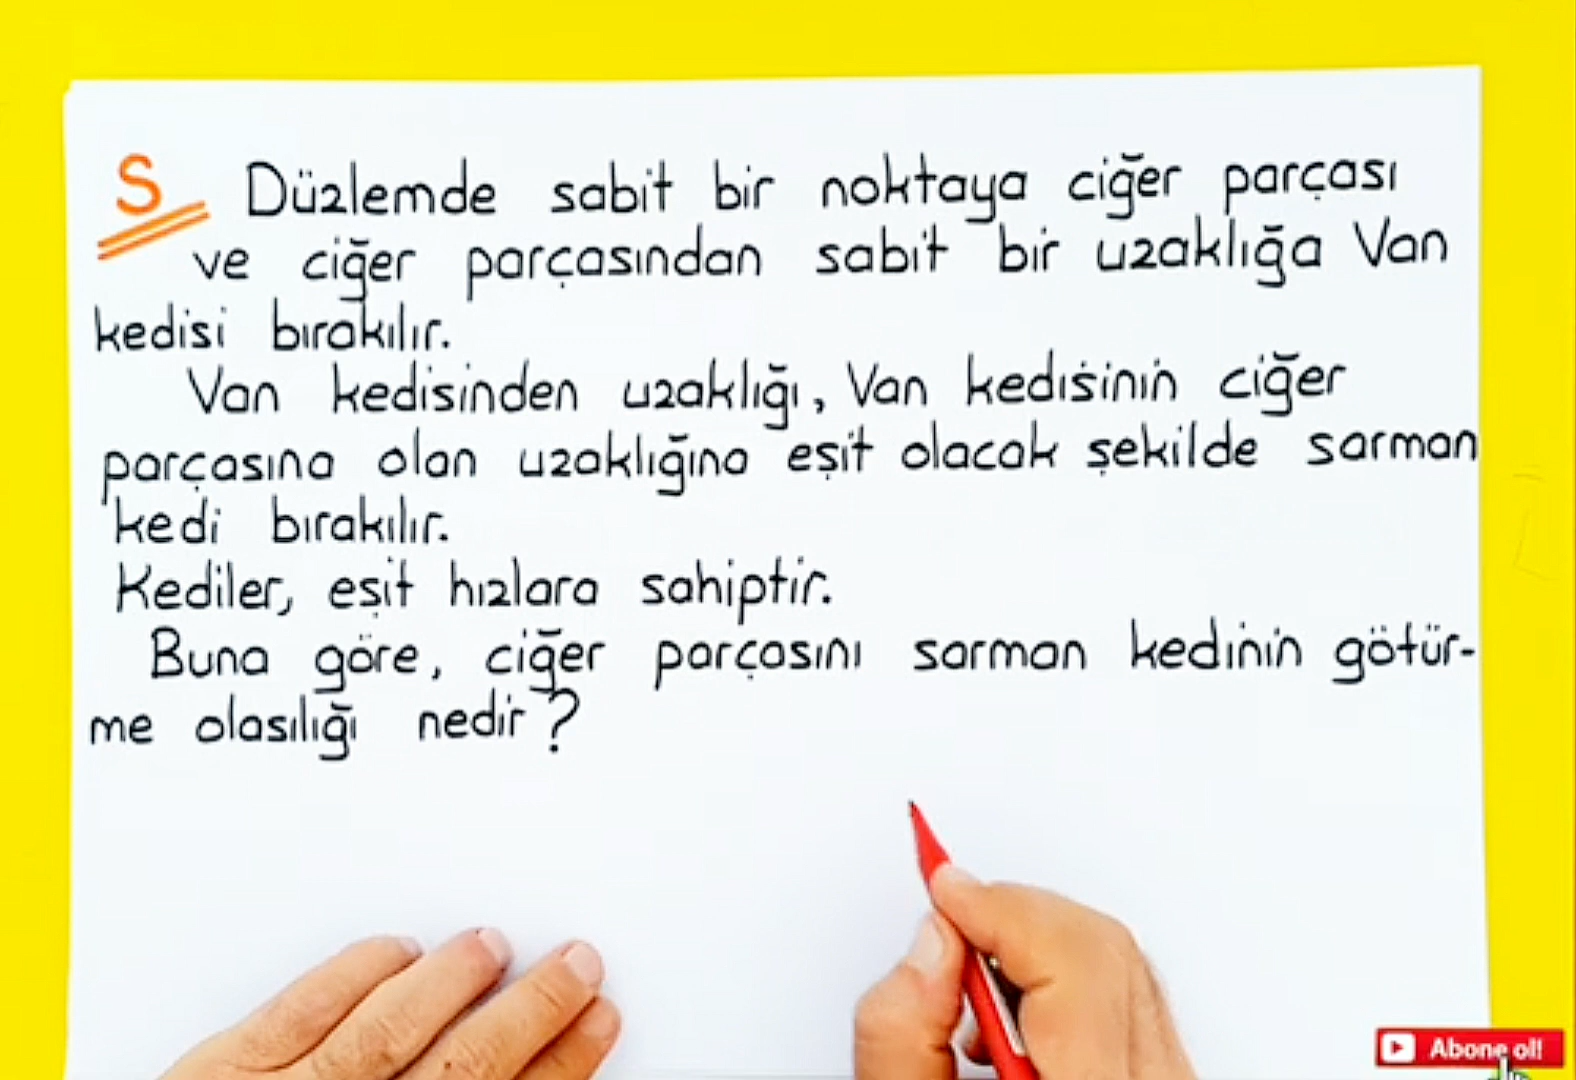 S Düzlemde sabit bir noktaya ciğer parçası
ve ciğer parçasından sabit bir uzaklığa Van
kedisi bırakılır.
Van kedisinden uzaklığı, Van kedisinin ciğer
parçasına olan uzaklığına eşit olacak şekilde sarman
kedi bırakılır.
Kediler, eşit hızlara sahiptir.
Buna göre, ciğer parçasını sarman kedinin götür-
me olasılığı nedir?
Abone ol!